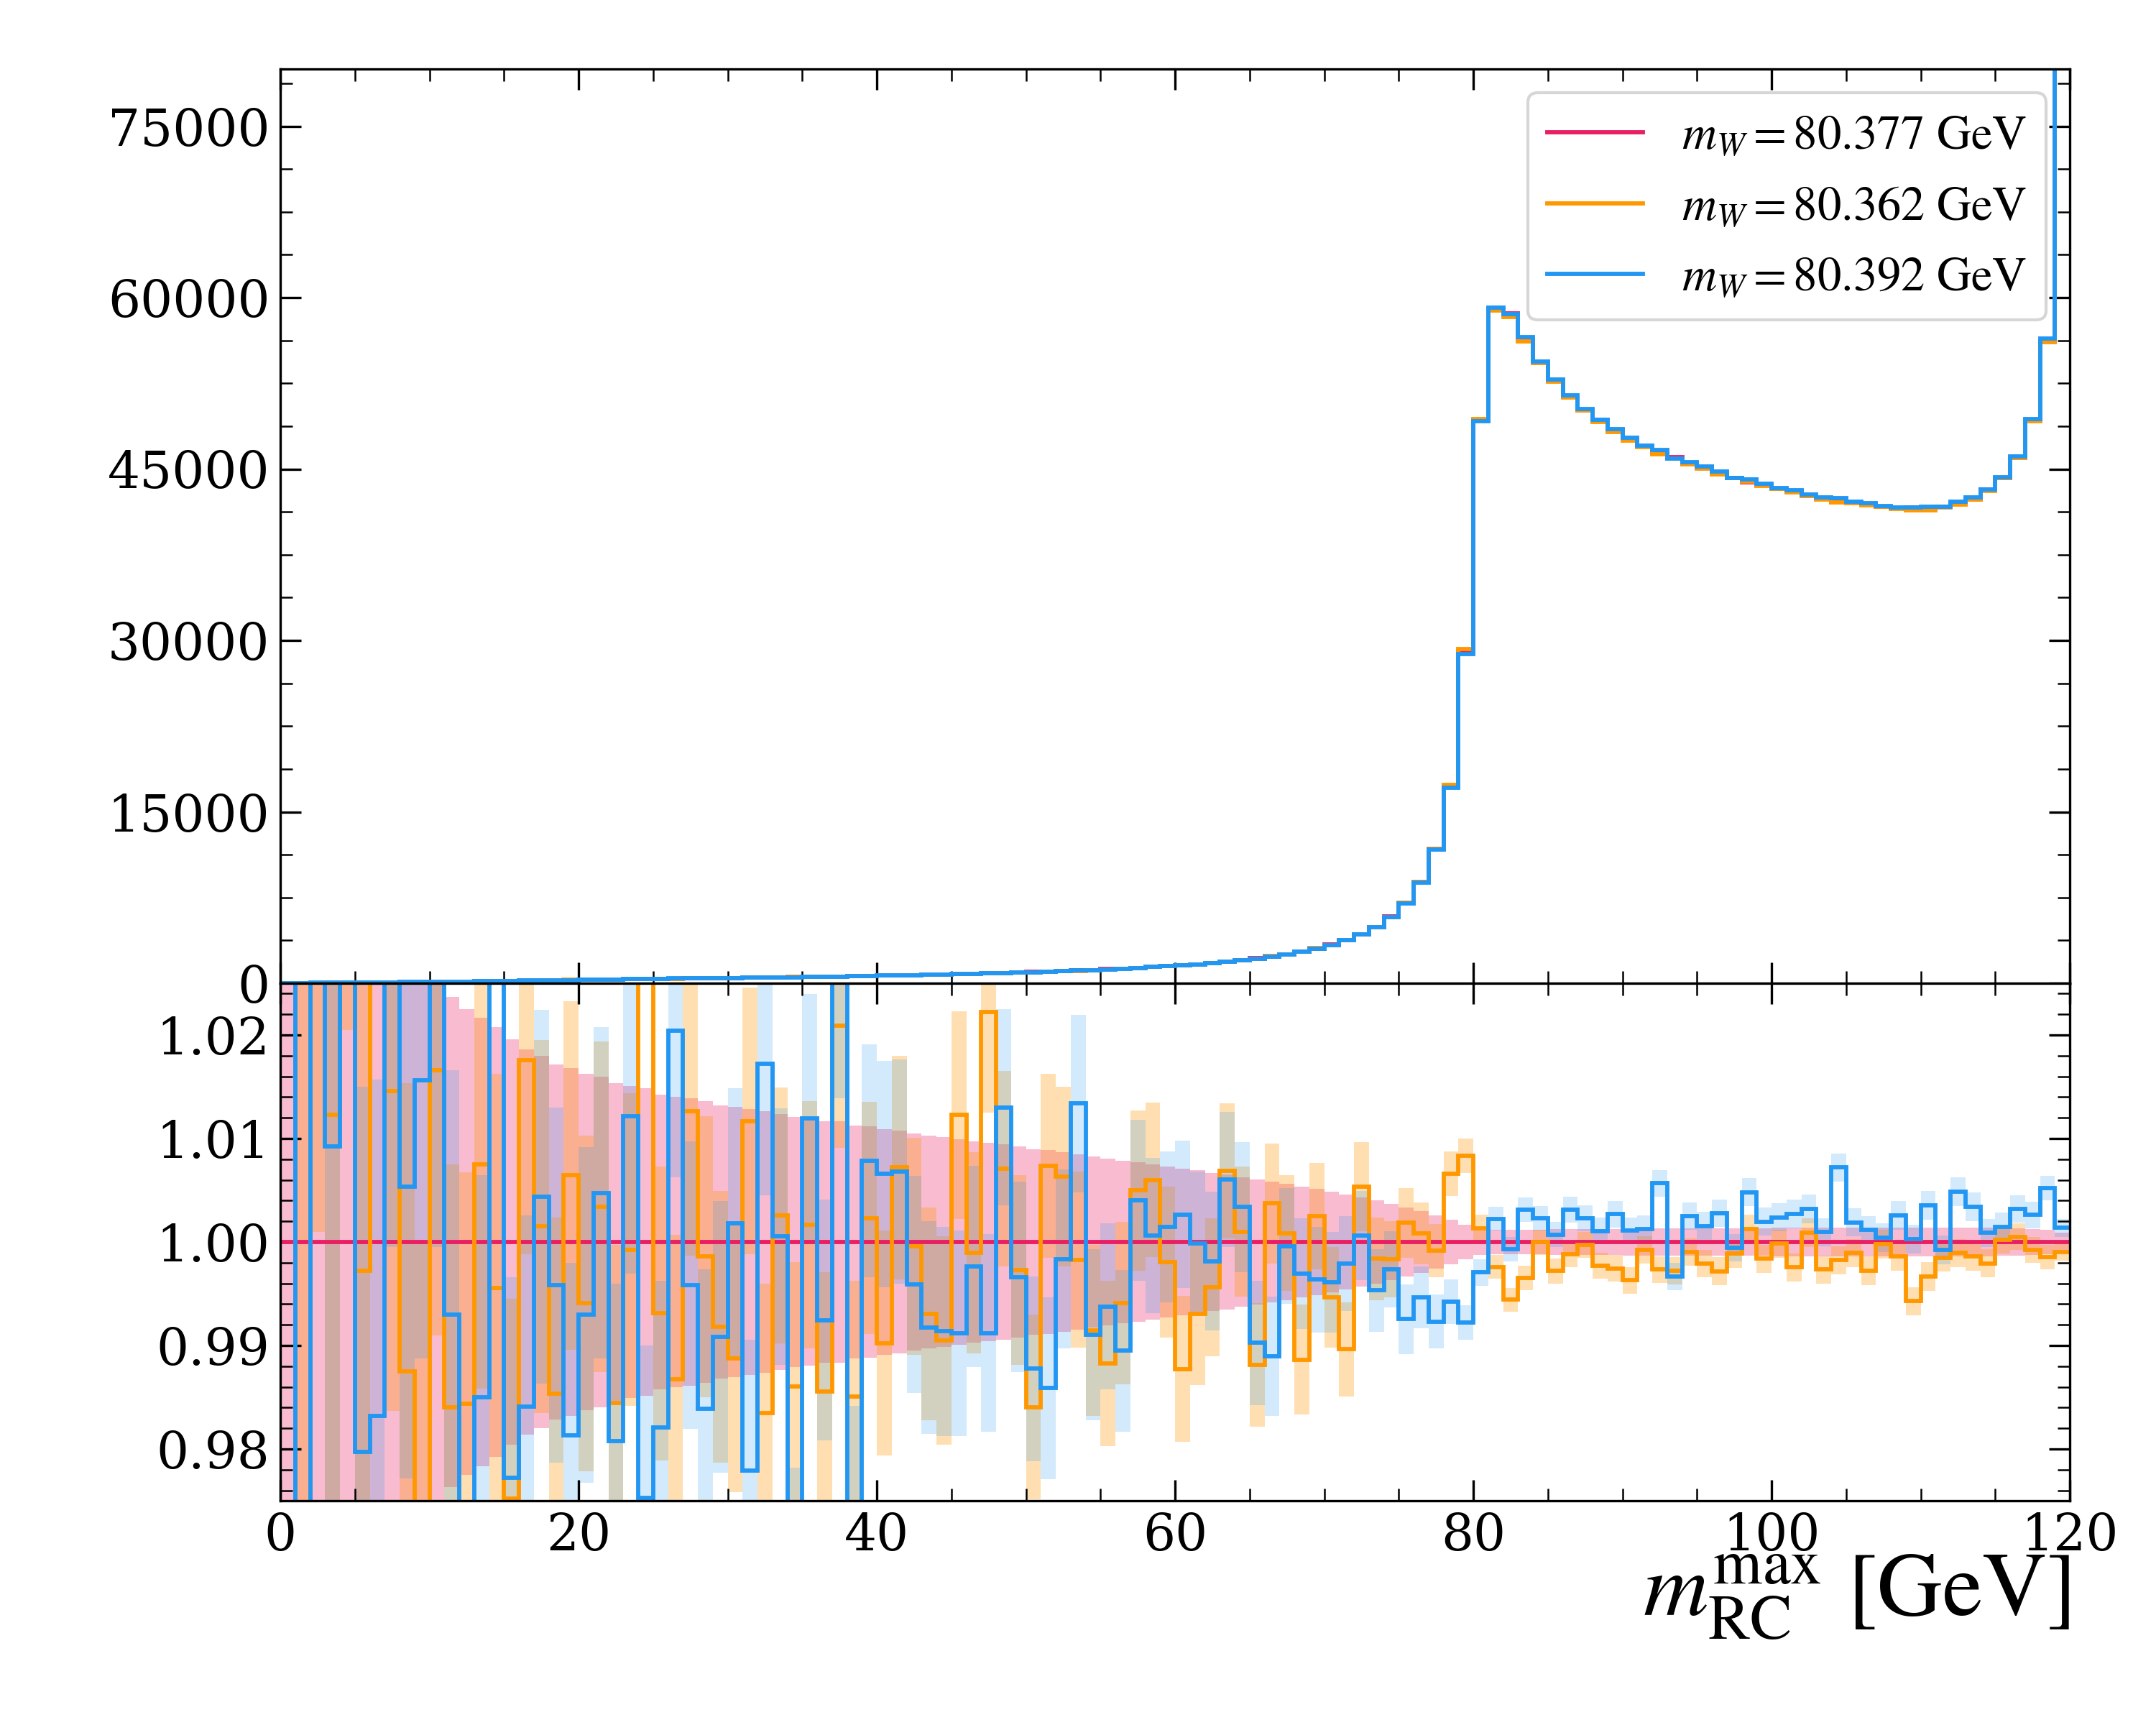 75000
60000
45000
30000
15000
0
m_W = 80.377 GeV
m_W = 80.362 GeV
m_W = 80.392 GeV
1.02
1.01
1.00
0.99
0.98
0 20 40 60 80 100 120
m_RC^max [GeV]